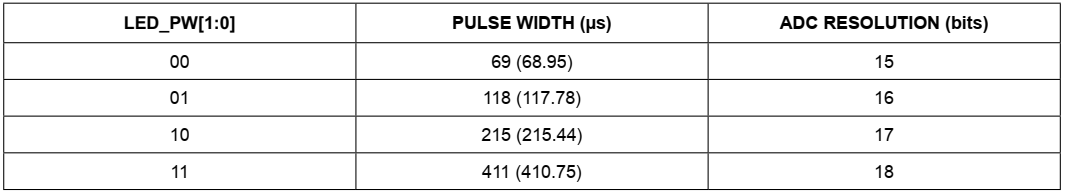 LED_PW[1:0] PULSE WIDTH (µs) ADC RESOLUTION (bits)
00 69 (68.95) 15
01 118 (117.78) 16
10 215 (215.44) 17
11 411 (410.75) 18